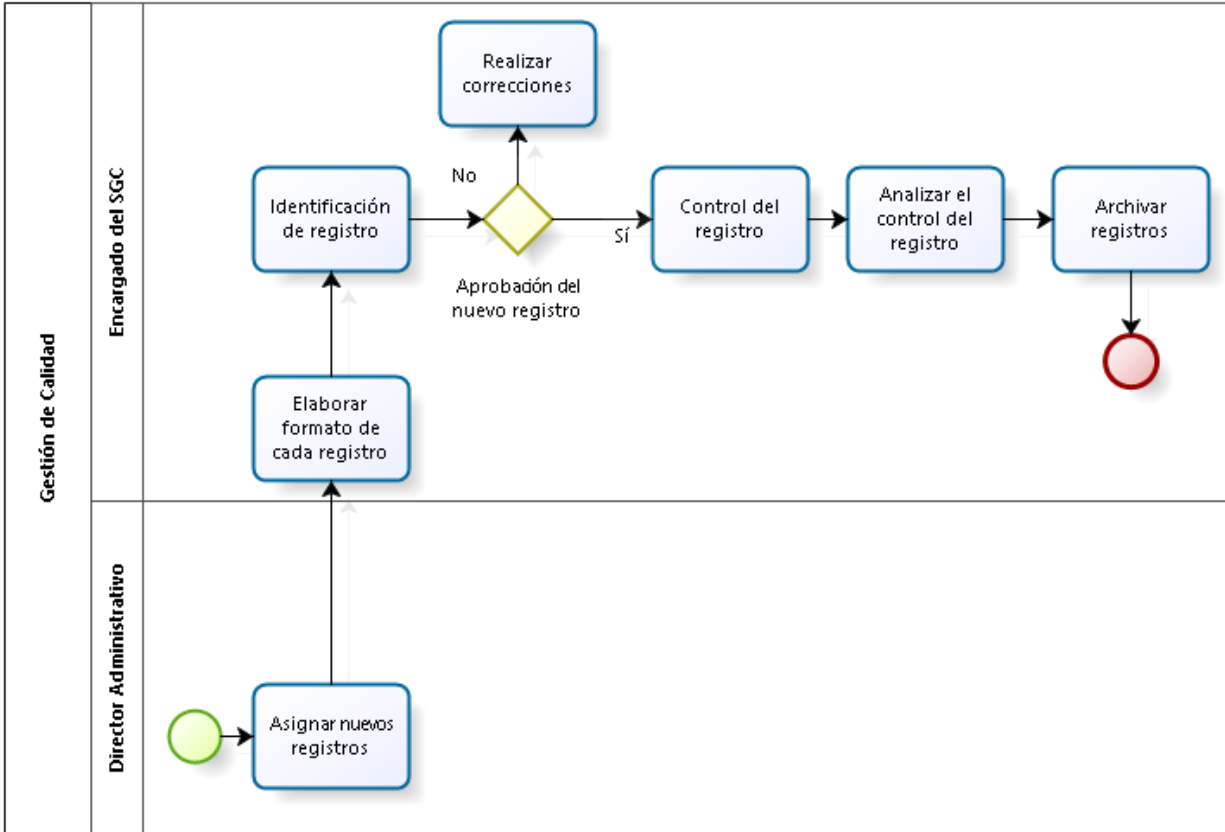 Gestión de Calidad
Encargado del SGC
Realizar
correcciones
Identificación
de registro
No
Sí
Aprobación del
nuevo registro
Control del
registro
Analizar el
control del
registro
Archivar
registros
Elaborar
formato de
cada registro
Director Administrativo
Asignar nuevos
registros